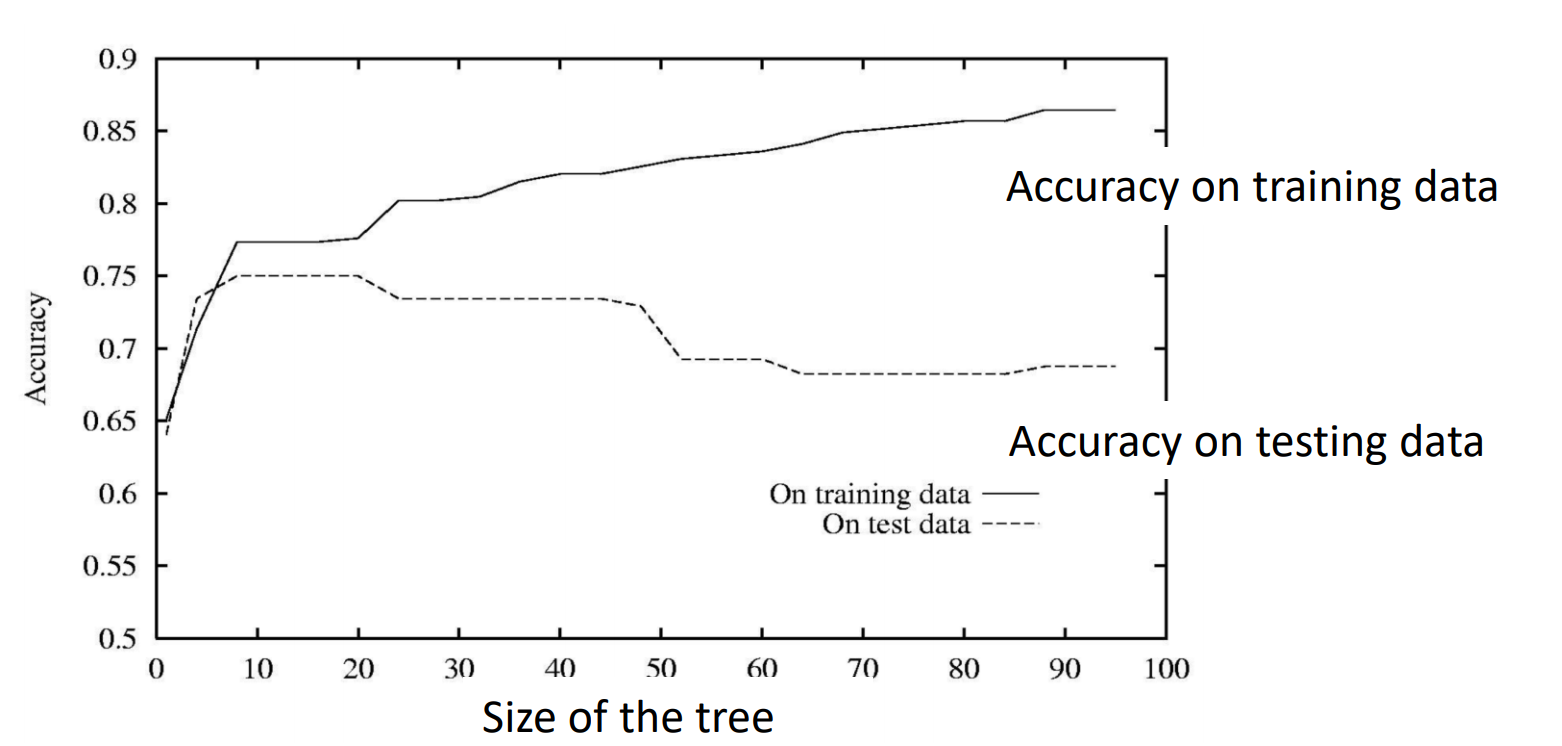 0.9
0.85
0.8
0.75
0.7
0.65
0.6
0.55
0.5
Accuracy
Accuracy on training data
Accuracy on testing data
On training data
On test data
0 10 20 30 40 50 60 70 80 90 100
Size of the tree